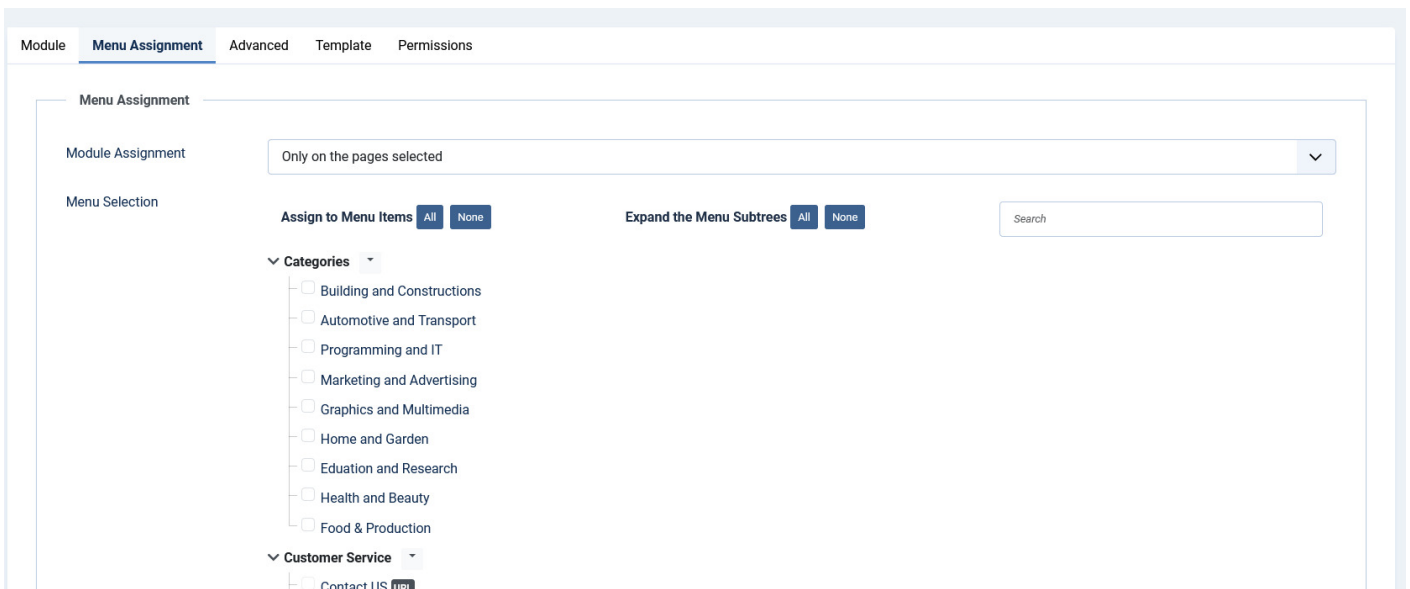 Module Menu Assignment Advanced Template Permissions
Menu Assignment
Module Assignment Only on the pages selected
Menu Selection Assign to Menu Items All None Expand the Menu Subtrees All None Search
Categories
Building and Constructions
Automotive and Transport
Programming and IT
Marketing and Advertising
Graphics and Multimedia
Home and Garden
Eduation and Research
Health and Beauty
Food & Production
Customer Service
Contact US URL